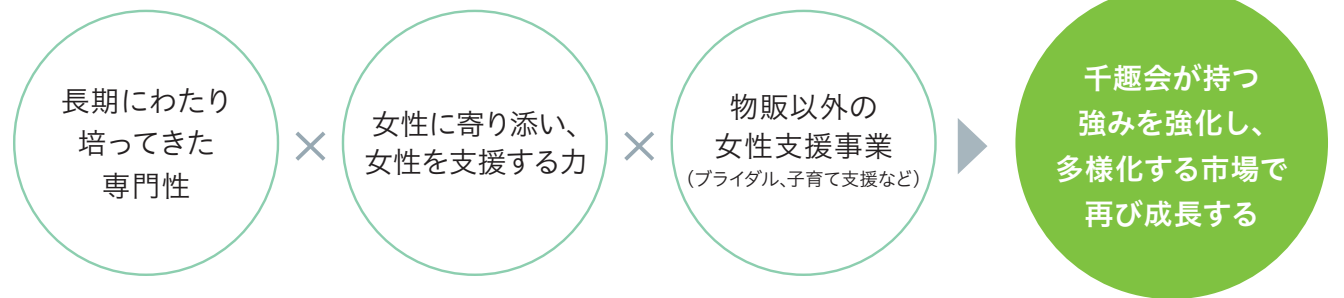 長期にわたり
培ってきた
専門性
×
女性に寄り添い、
女性を支援する力
×
物販以外の
女性支援事業
(ブライダル、子育て支援など)
千趣会が持つ
強みを強化し、
多様化する市場で
再び成長する